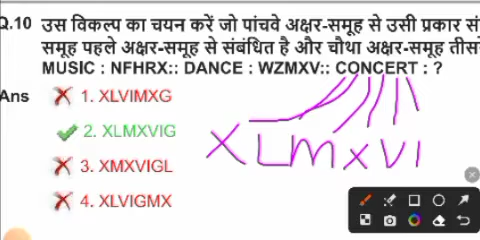 Q.10 उस विकल्प का चयन करें जो पांचवे अक्षर-समूह से उसी प्रकार
समूह पहले अक्षर-समूह से संबंधित है और चौथा अक्षर-समूह
MUSIC : NFHRX:: DANCE : WZMXV:: CONCERT : ?
Ans 1. XLVIMXG
2. XLMXVIG
3. XMXVIGL
4. XLVIGMX
XLMXVI